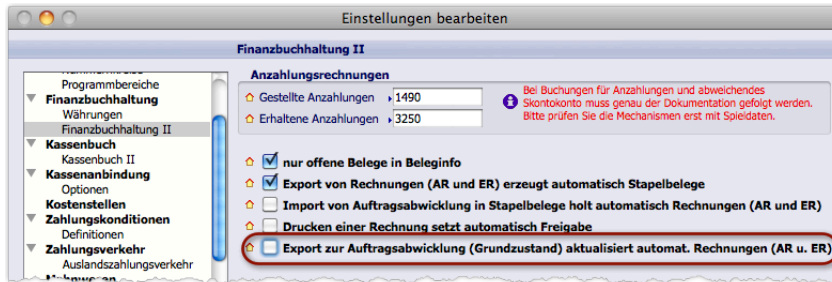 Einstellungen bearbeiten
Finanzbuchhaltung II
Programmbereiche
Finanzbuchhaltung
Währungen
Finanzbuchhaltung II
Kassenbuch
Kassenbuch II
Kassenanbindung
Optionen
Kostenstellen
Zahlungskonditionen
Definitionen
Zahlungsverkehr
Auslandszahlungsverkehr
Anzahlungsrechnungen
Gestellte Anzahlungen 1490
Erhaltene Anzahlungen 3250
Bei Buchungen für Anzahlungen und abweichendes
Skontokonto muss genau der Dokumentation gefolgt werden.
Bitte prüfen Sie die Mechanismen erst mit Spieldaten.
nur offene Belege in Beleginfo
Export von Rechnungen (AR und ER) erzeugt automatisch Stapelbelege
Import von Auftragsabwicklung in Stapelbelege holt automatisch Rechnungen (AR und ER)
Drucken einer Rechnung setzt automatisch Freigabe
Export zur Auftragsabwicklung (Grundzustand) aktualisiert automat. Rechnungen (AR u. ER)